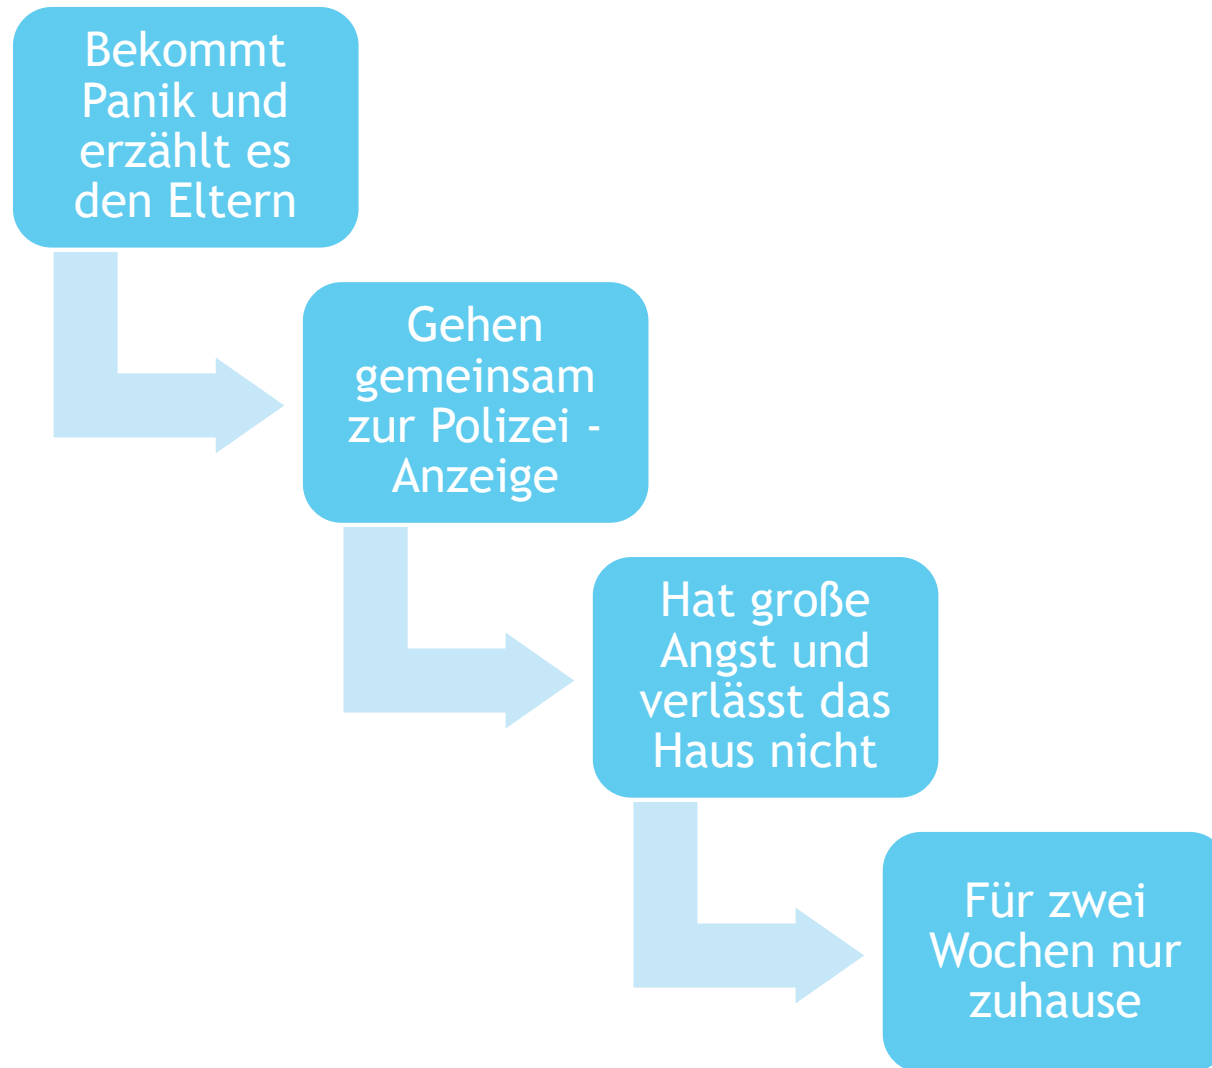 Bekommt
Panik und
erzählt es
den Eltern
Gehen
gemeinsam
zur Polizei -
Anzeige
Hat große
Angst und
verlässt das
Haus nicht
Für zwei
Wochen nur
zuhause